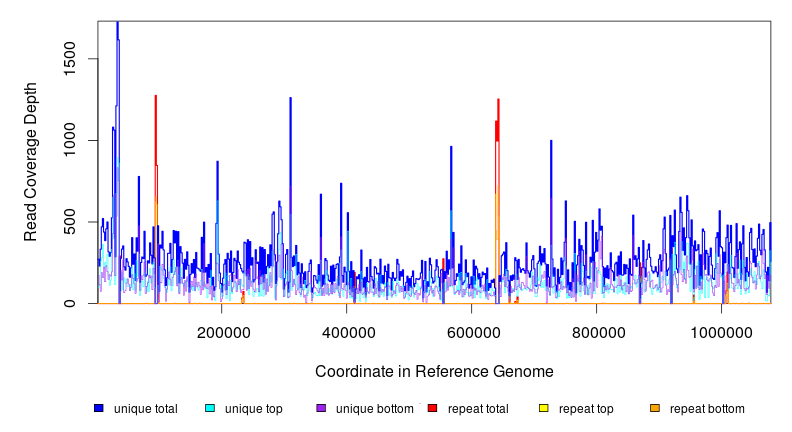 1500
1000
500
0
Read Coverage Depth
200000 400000 600000 800000 1000000
Coordinate in Reference Genome
unique total unique top unique bottom repeat total repeat top repeat bottom